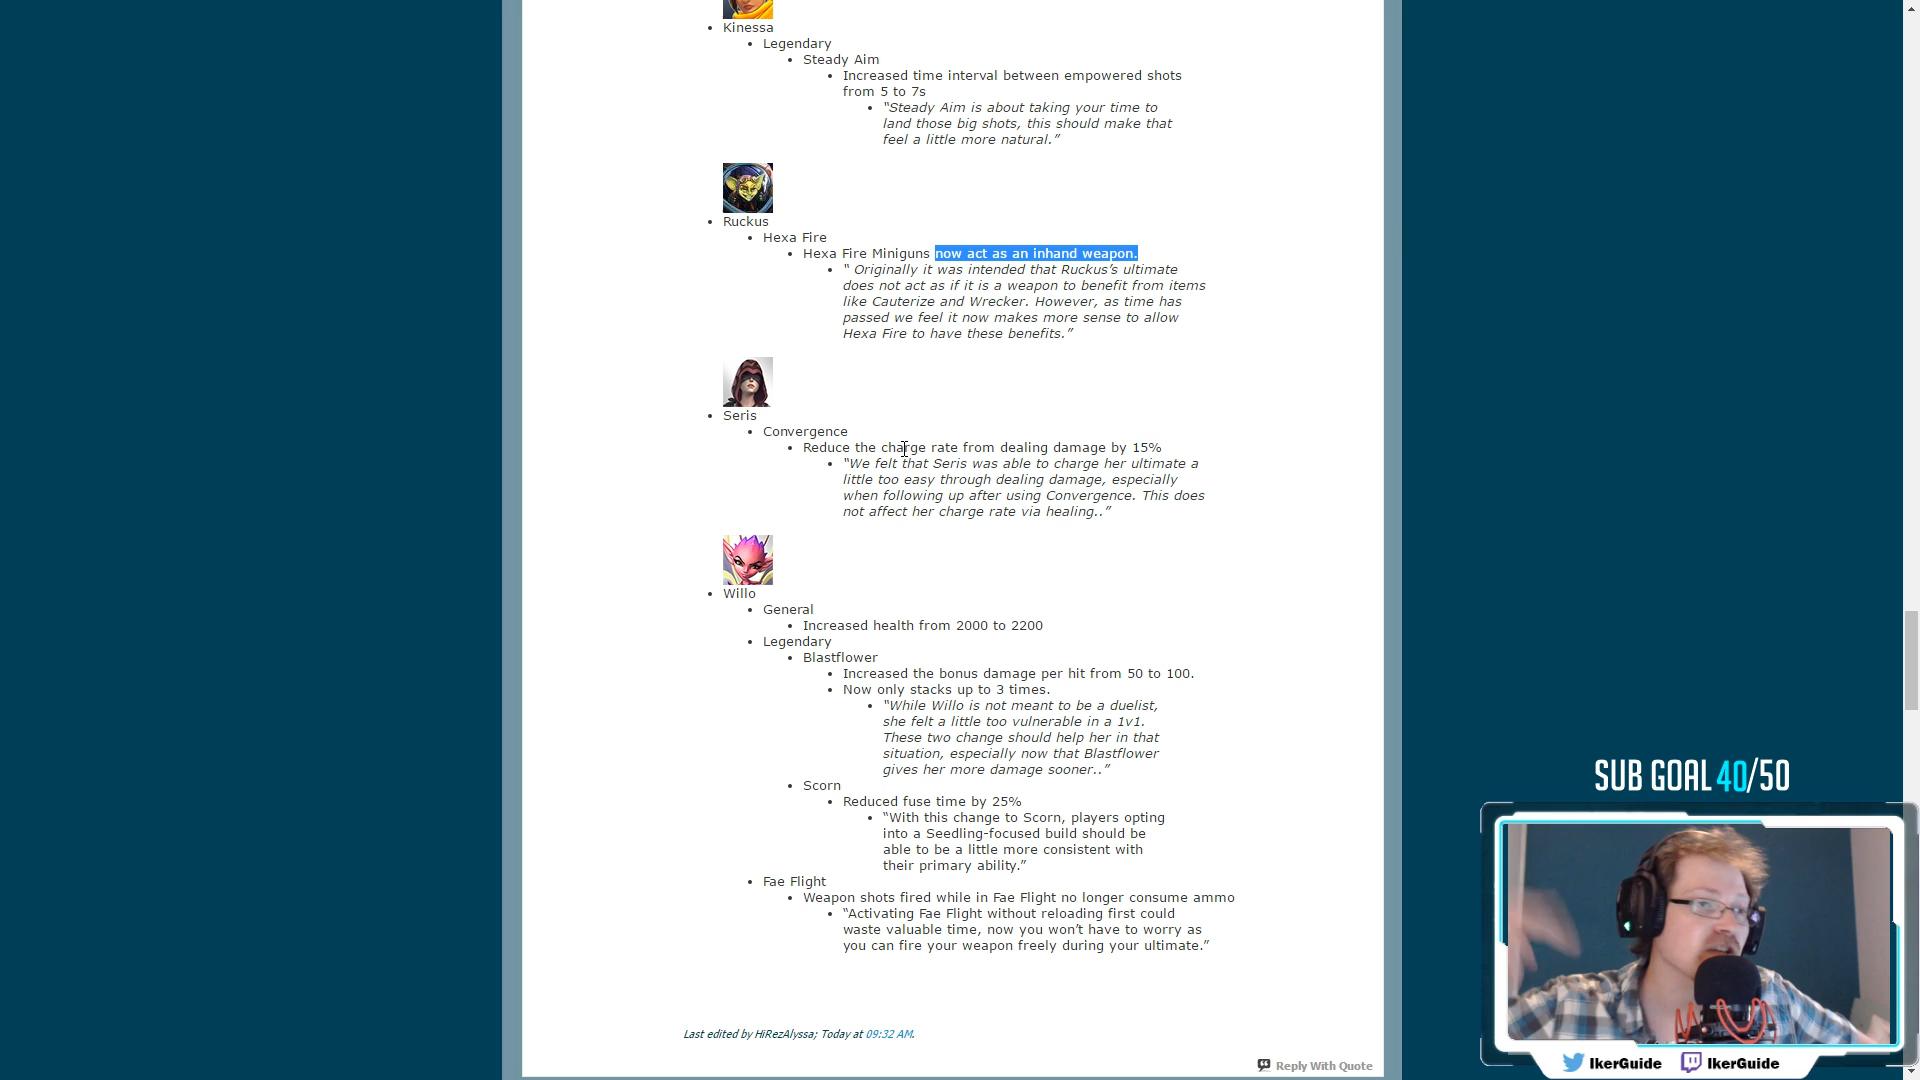 Kinessa
Legendary
Steady Aim
Increased time interval between empowered shots
from 5 to 7s
“Steady Aim is about taking your time to
land those big shots, this should make that
feel a little more natural.”
Ruckus
Hexa Fire
Hexa Fire Miniguns now act as an inhand weapon.
“ Originally it was intended that Ruckus’s ultimate
does not act as if it is a weapon to benefit from items
like Cauterize and Wrecker. However, as time has
passed we feel it now makes more sense to allow
Hexa Fire to have these benefits.”
Seris
Convergence
Reduce the charge rate from dealing damage by 15%
“We felt that Seris was able to charge her ultimate a
little too easy through dealing damage, especially
when following up after using Convergence. This does
not affect her charge rate via healing..”
Willo
General
Increased health from 2000 to 2200
Legendary
Blastflower
Increased the bonus damage per hit from 50 to 100.
Now only stacks up to 3 times.
“While Willo is not meant to be a duelist,
she felt a little too vulnerable in a 1v1.
These two change should help her in that
situation, especially now that Blastflower
gives her more damage sooner..”
Scorn
Reduced fuse time by 25%
“With this change to Scorn, players opting
into a Seedling-focused build should be
able to be a little more consistent with
their primary ability.”
Fae Flight
Weapon shots fired while in Fae Flight no longer consume ammo
“Activating Fae Flight without reloading first could
waste valuable time, now you won’t have to worry as
you can fire your weapon freely during your ultimate.”
Last edited by HiRezAlyssa; Today at 09:32 AM.
Reply With Quote
SUB GOAL 40/50
IkerGuide IkerGuide